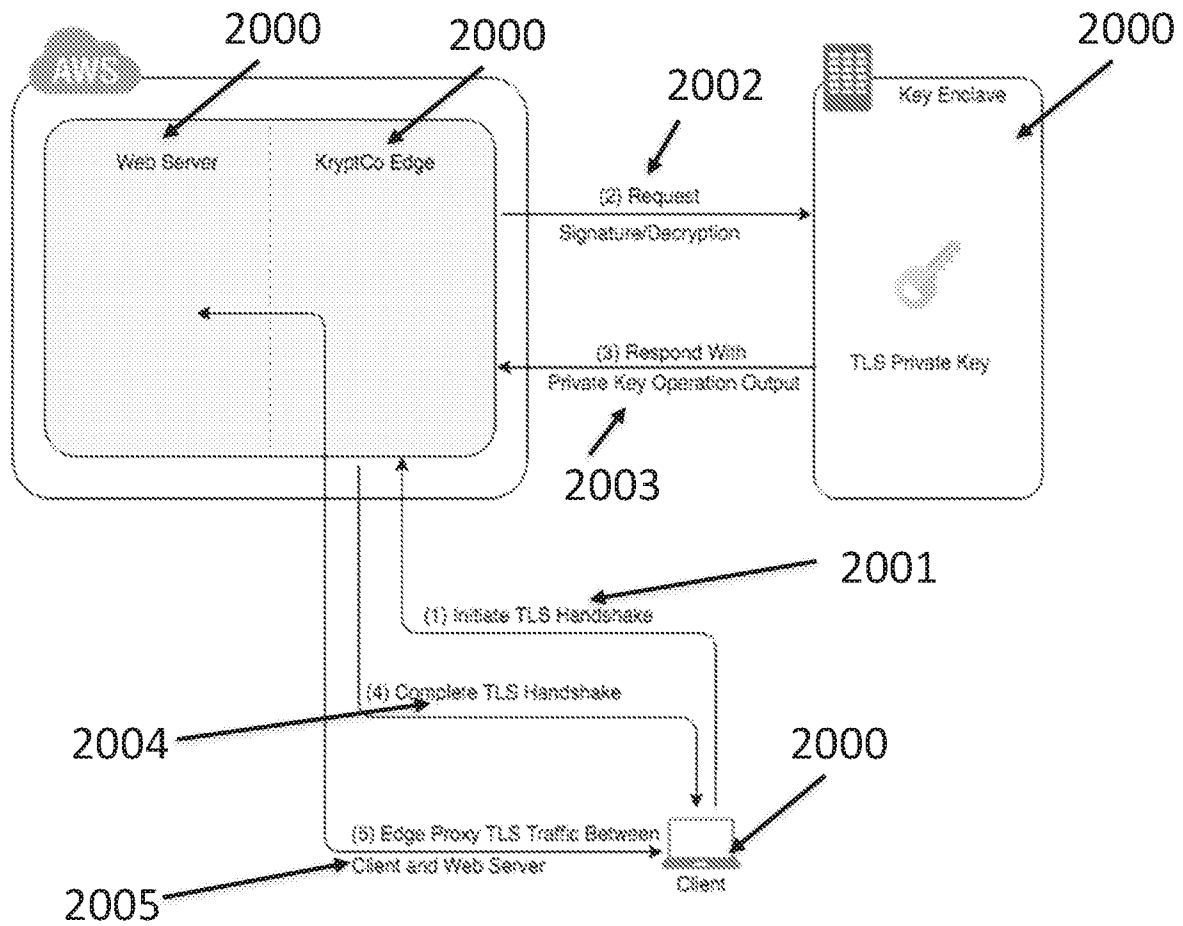 2000
2000
2000
AWS
2002
Key Enclave
Web Server
KryptCo Edge
(2) Request
Signature/Decryption
(3) Respond With
TLS Private Key
Private Key Operation Output
2003
2001
(1) Initiate TLS Handshake
(4) Complere TLS Handshake
2004
2000
(5) Edge Proxy TLS Traffic Between
Client and Web Server
Client
2005